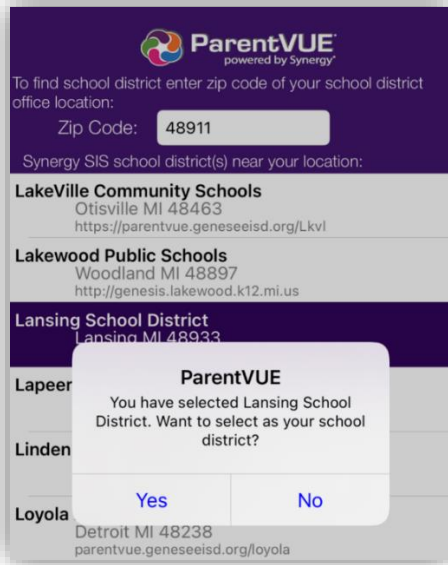 ParentVUE
powered by Synergy
To find school district enter zip code of your school district
office location:
Zip Code: 48911
Synergy SIS school district(s) near your location:
LakeVille Community Schools
Otisville MI 48463
https://parentvue.geneseeisd.org/Lkvl
Lakewood Public Schools
Woodland MI 48897
http://genesis.lakewood.k12.mi.us
Lansing School District
Lansing MI 48933
Lapeer
Linden
Loyola
Detroit MI 48238
parentvue.geneseeisd.org/loyola
ParentVUE
You have selected Lansing School
District. Want to select as your school
district?
Yes No